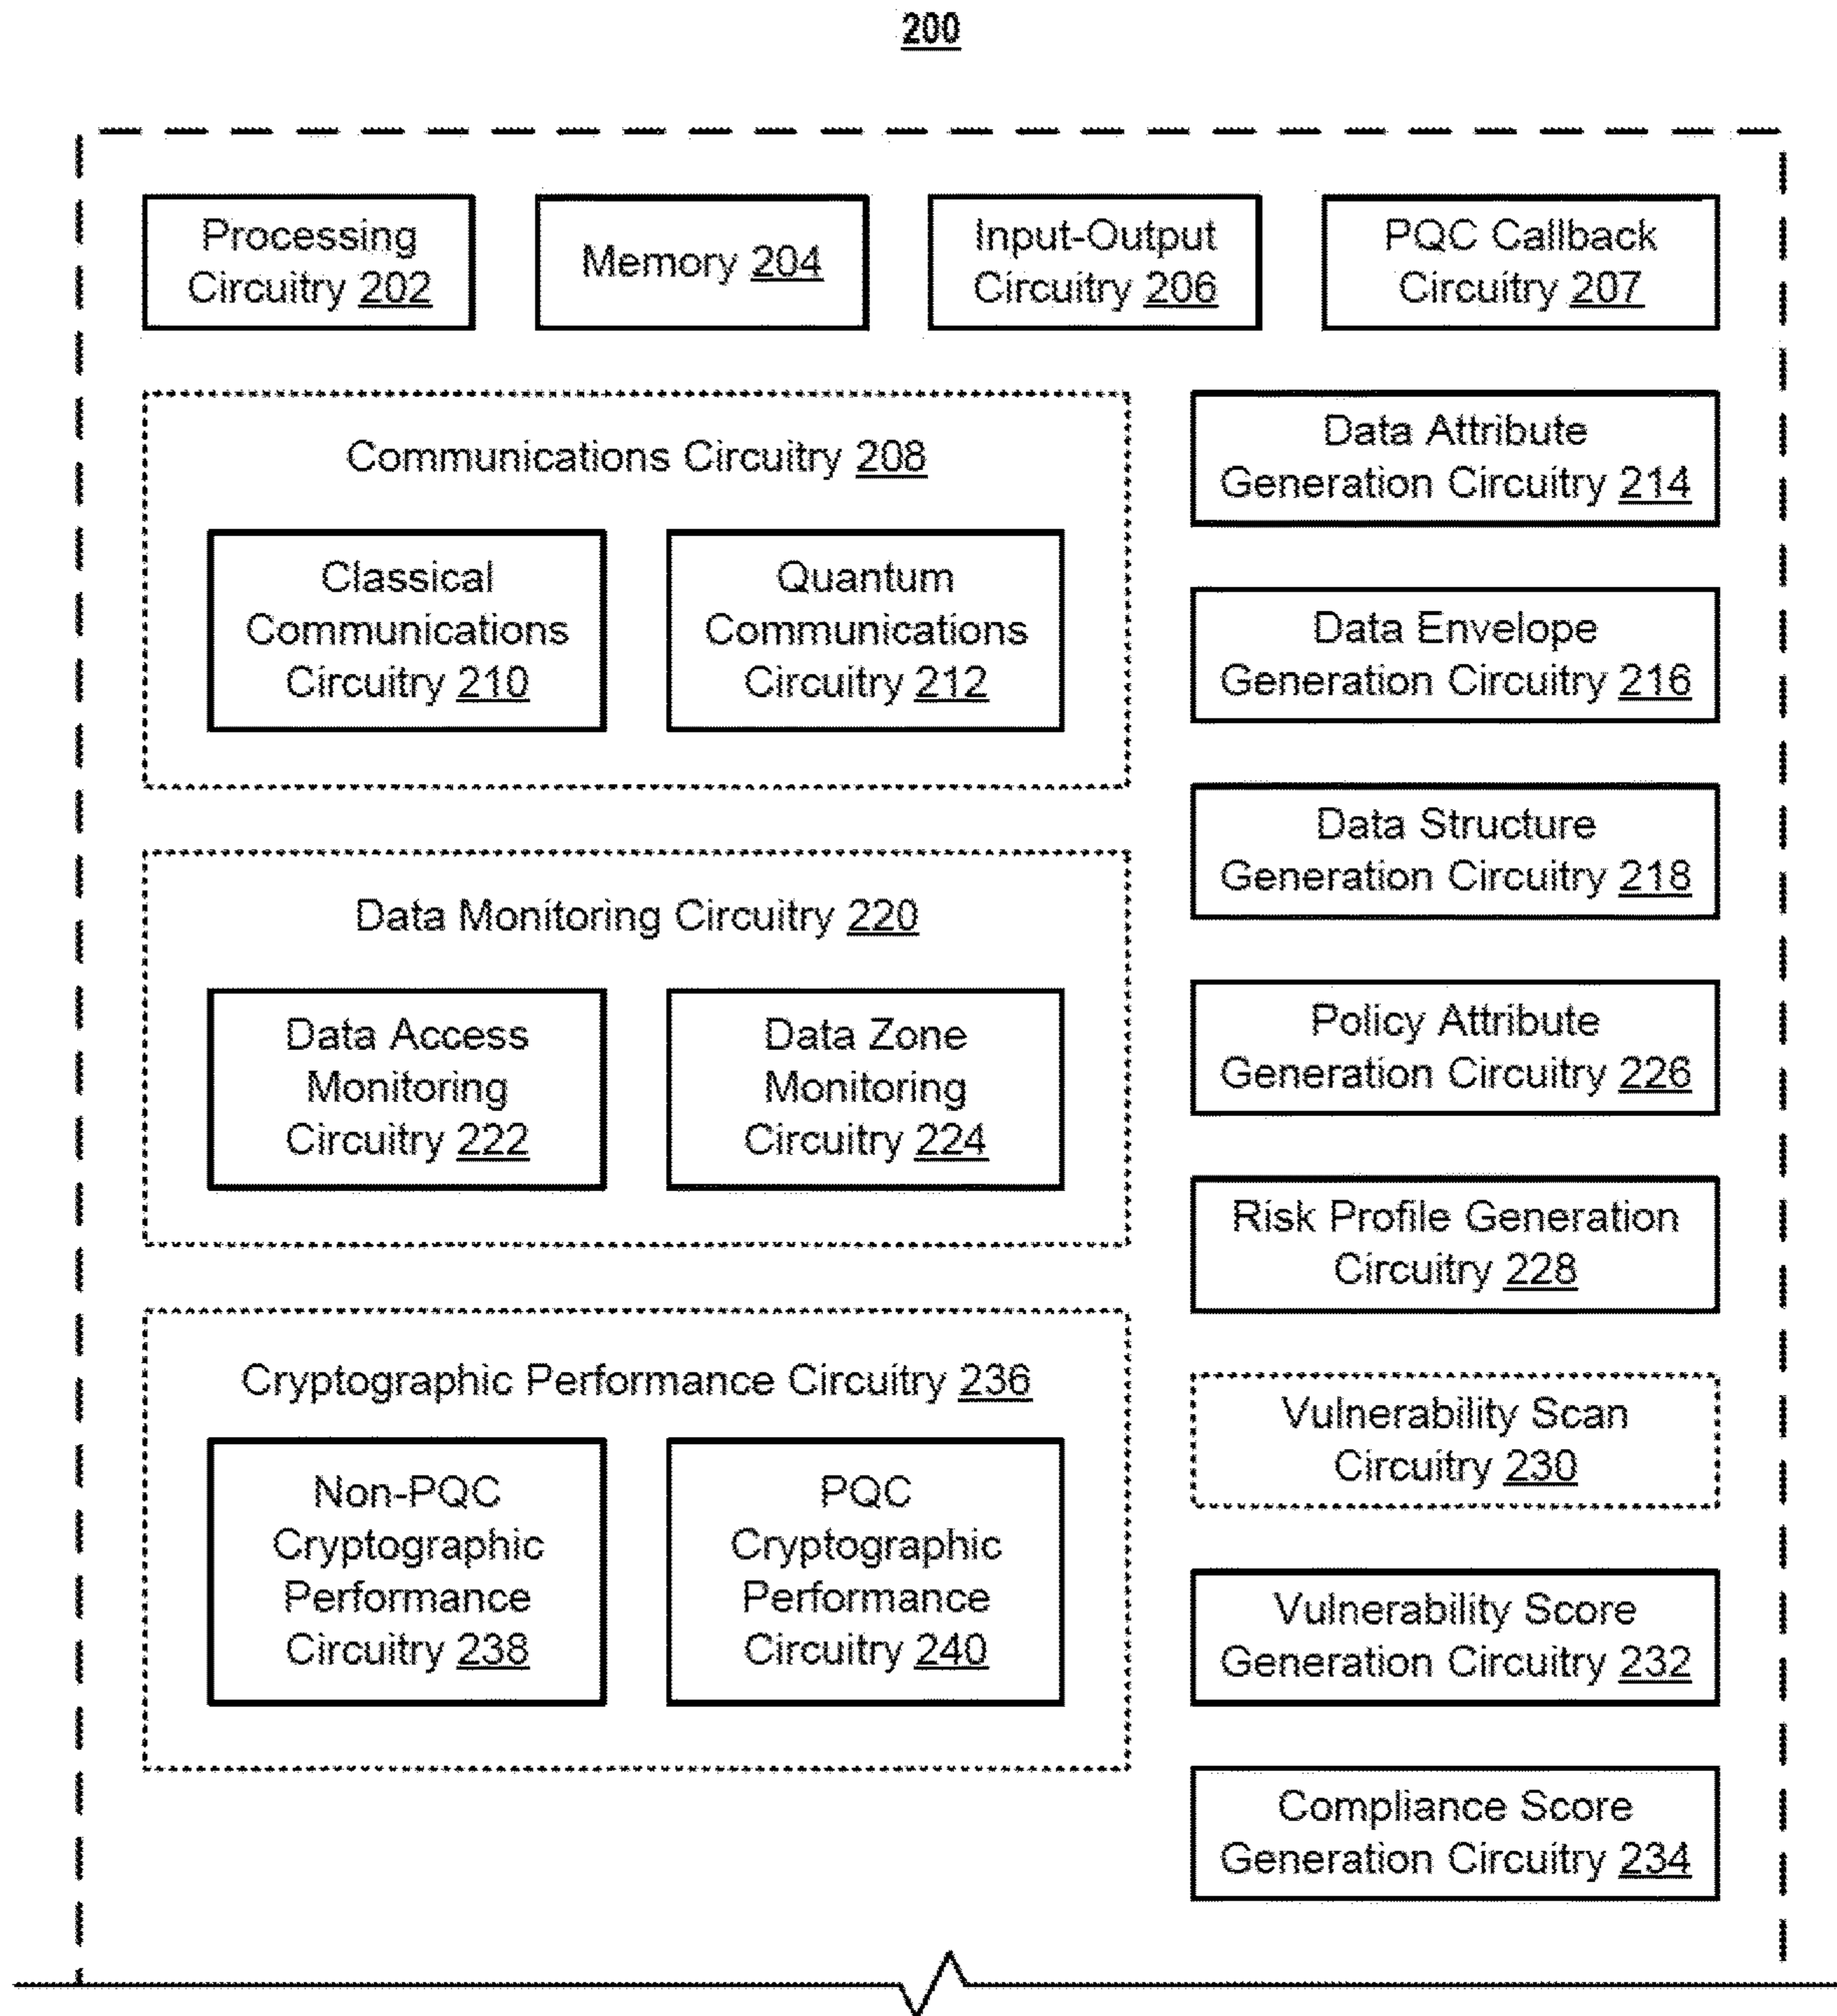 200
Processing
Circuitry 202
Memory 204
Input-Output
Circuitry 206
PQC Callback
Circuitry 207
Communications Circuitry 208
Classical
Communications
Circuitry 210
Quantum
Communications
Circuitry 212
Data Monitoring Circuitry 220
Data Access
Monitoring
Circuitry 222
Data Zone
Monitoring
Circuitry 224
Cryptographic Performance Circuitry 236
Non-PQC
Cryptographic
Performance
Circuitry 238
PQC
Cryptographic
Performance
Circuitry 240
Data Attribute
Generation Circuitry 214
Data Envelope
Generation Circuitry 216
Data Structure
Generation Circuitry 218
Policy Attribute
Generation Circuitry 226
Risk Profile Generation
Circuitry 228
Vulnerability Scan
Circuitry 230
Vulnerability Score
Generation Circuitry 232
Compliance Score
Generation Circuitry 234